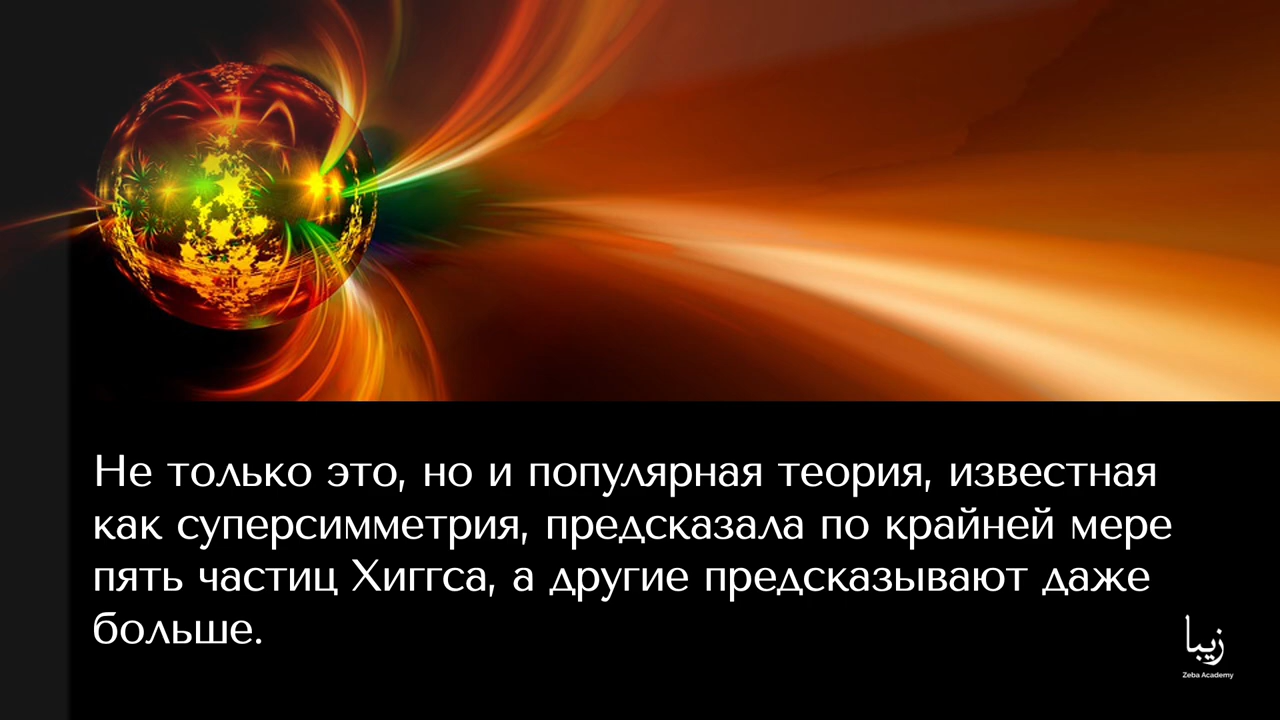 Не только это, но и популярная теория, известная
как суперсимметрия, предсказала по крайней мере
пять частиц Хиггса, а другие предсказывают даже
больше.
زيبا
Zeba Academy